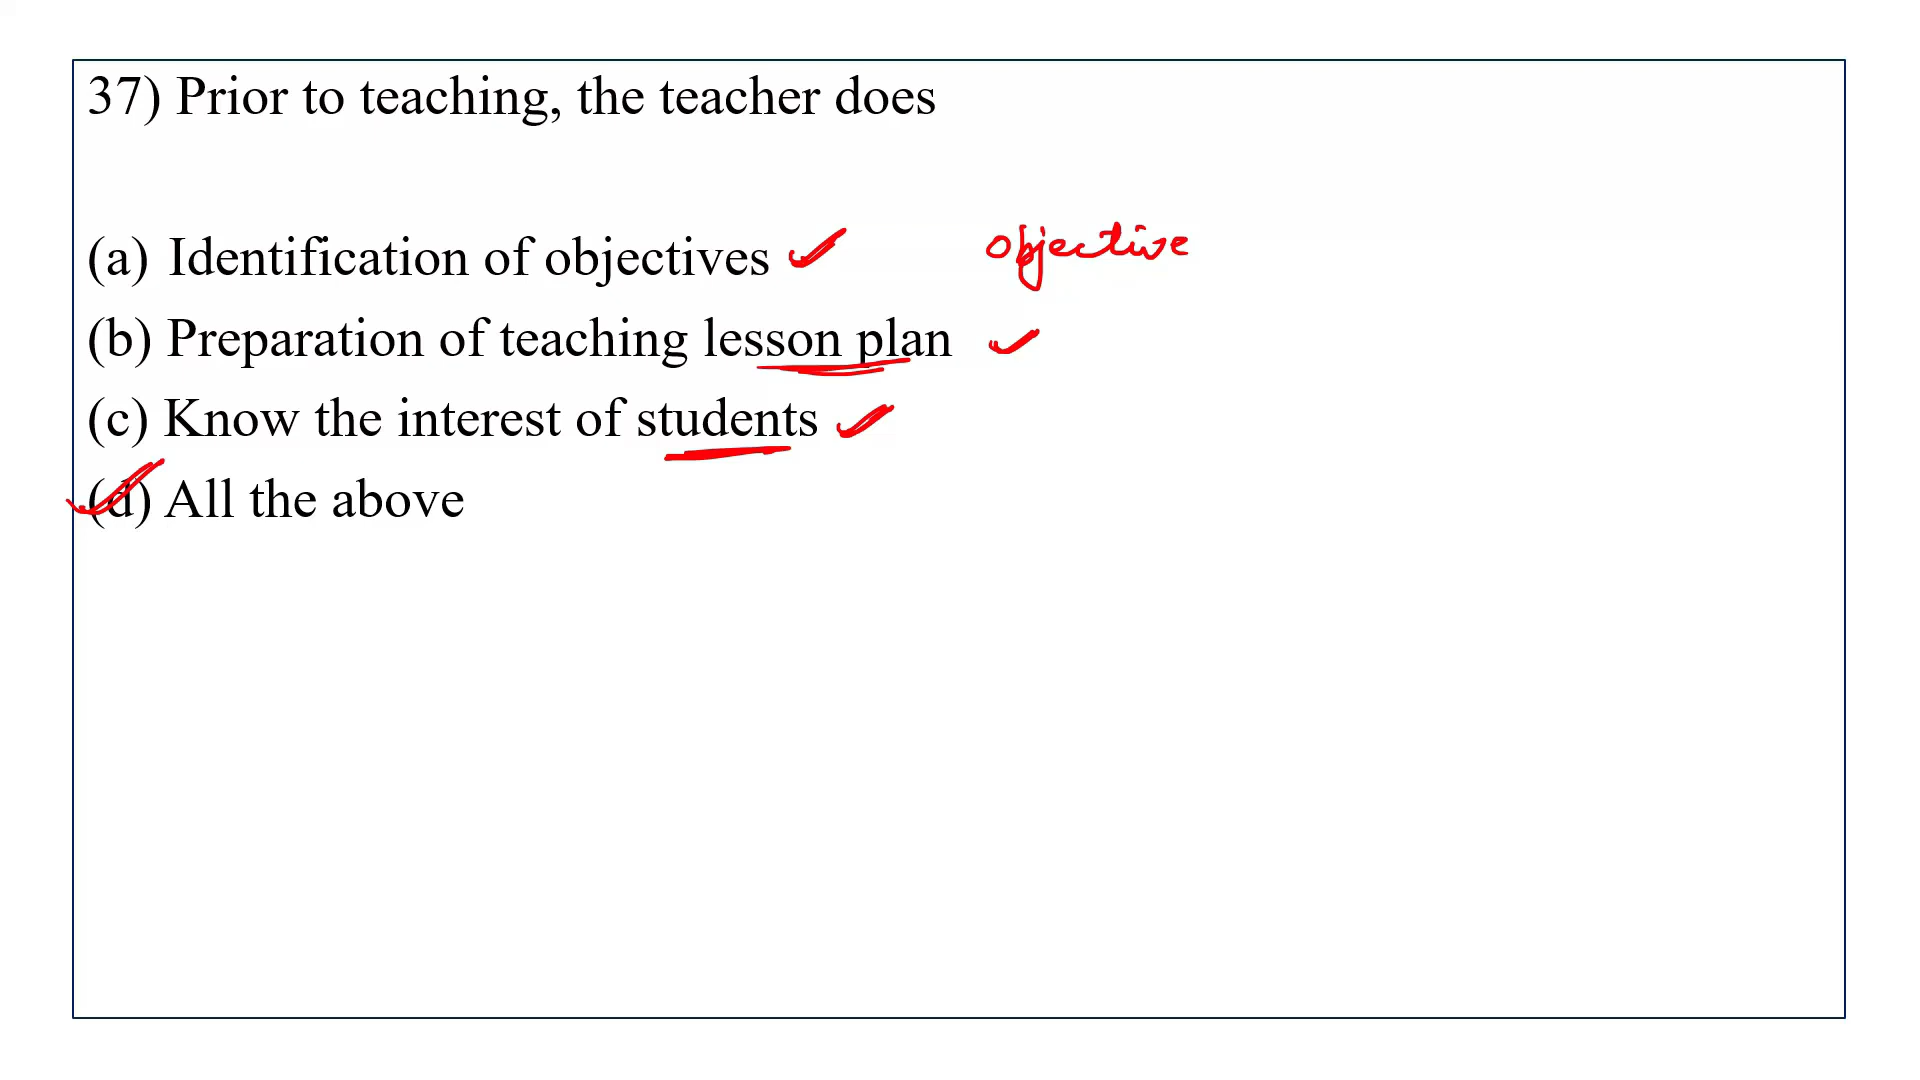 37) Prior to teaching, the teacher does
(a) Identification of objectives objective
(b) Preparation of teaching lesson plan
(c) Know the interest of students
(d) All the above